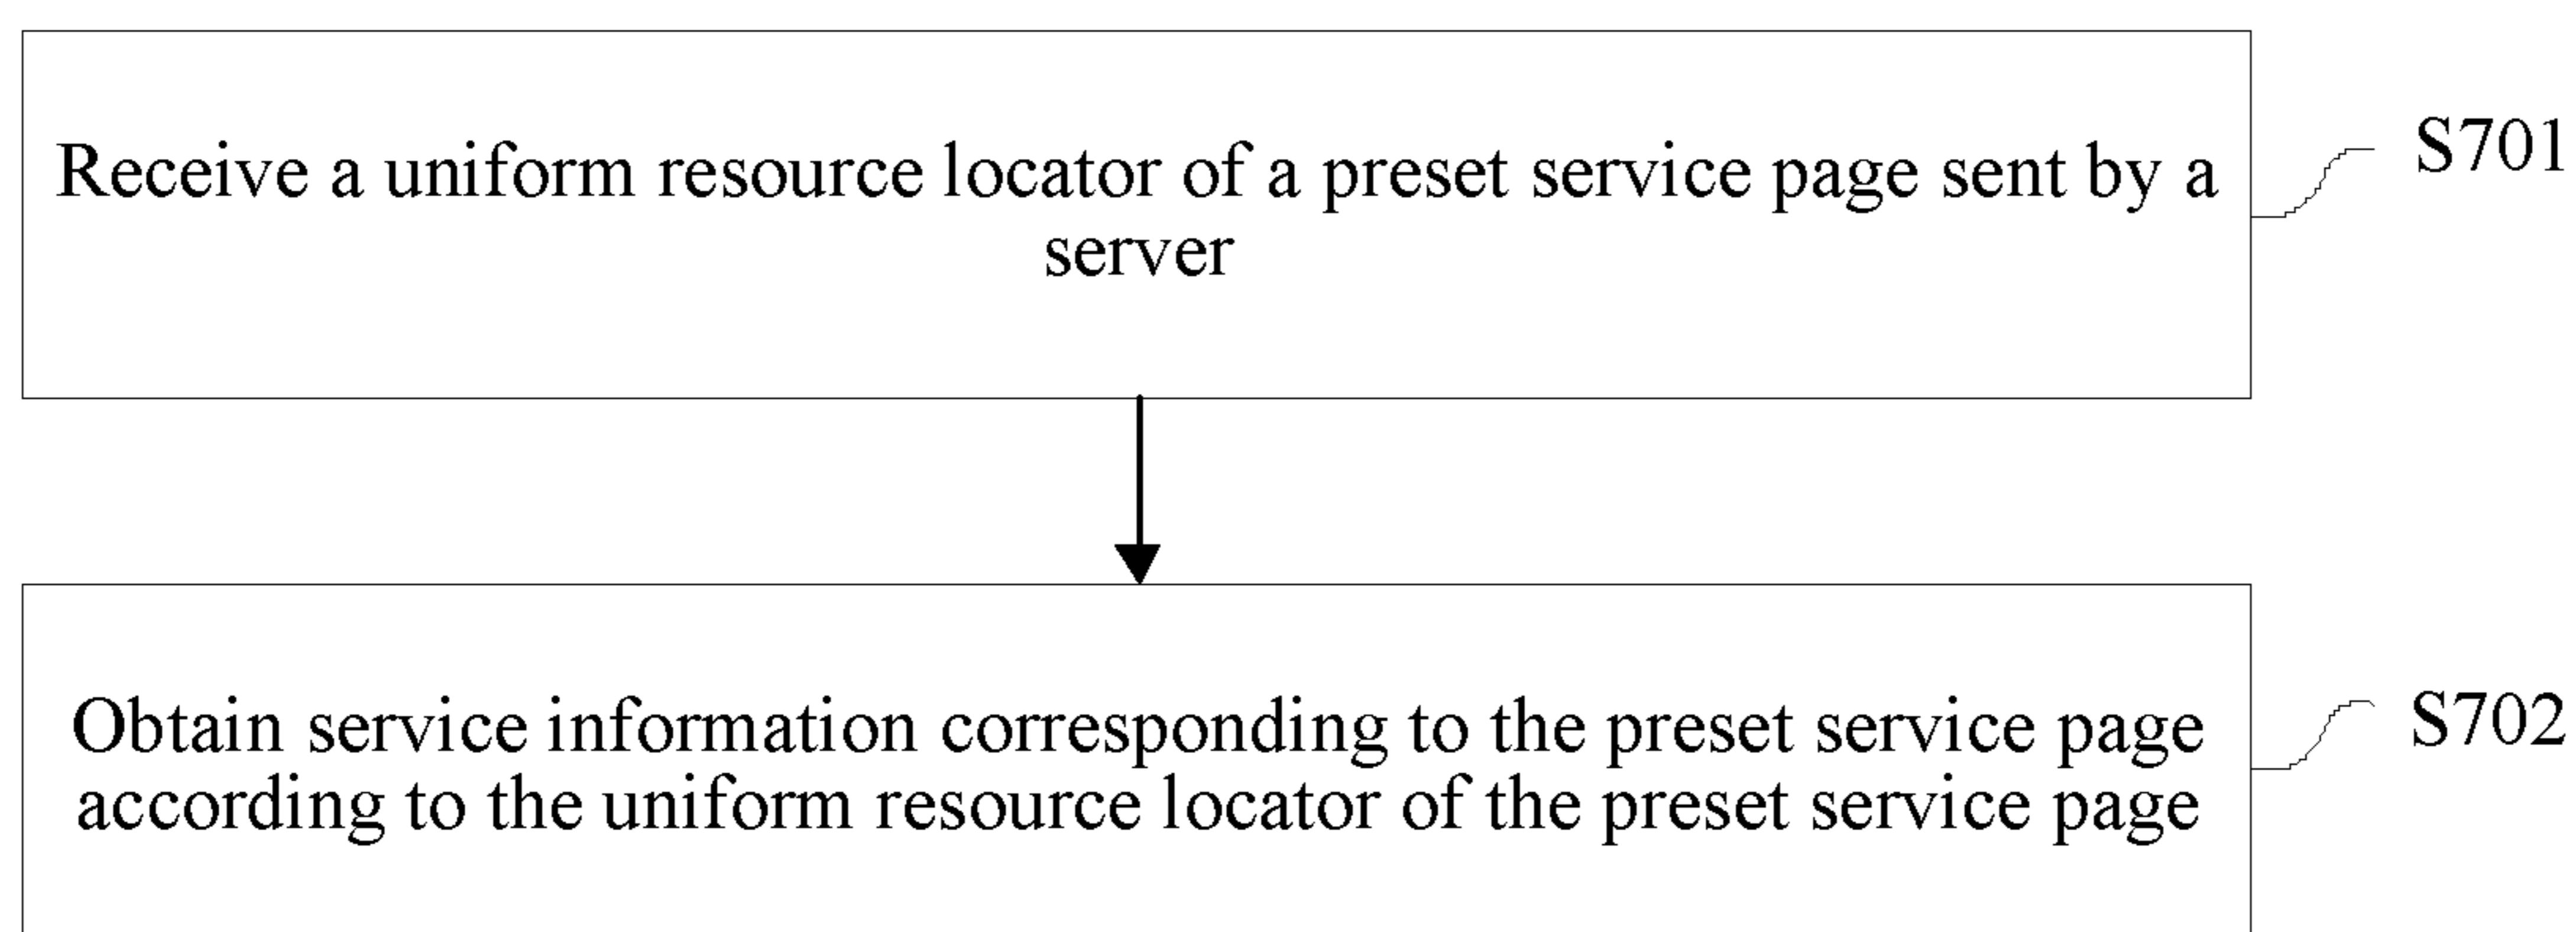 Receive a uniform resource locator of a preset service page sent by a
server
S701
Obtain service information corresponding to the preset service page
according to the uniform resource locator of the preset service page
S702